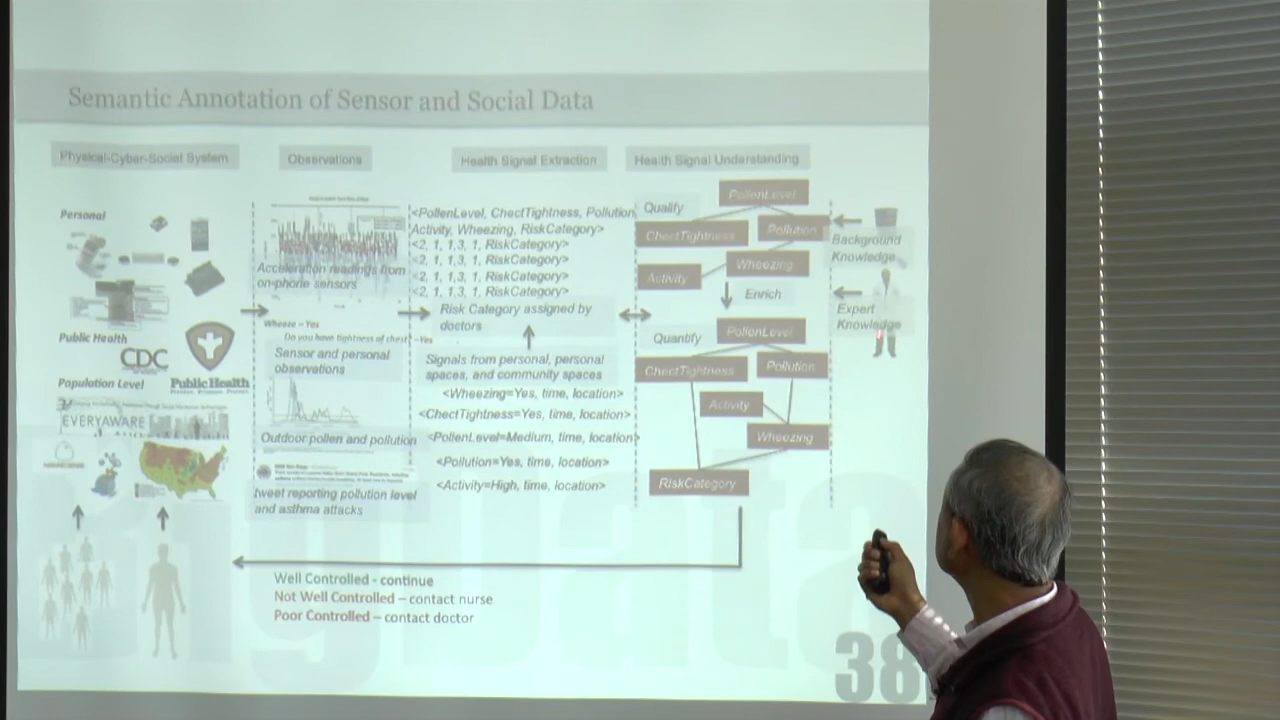 Semantic Annotation of Sensor and Social Data
Physical-Cyber-Social System
Observations
Health Signal Extraction
Health Signal Understanding
Personal
Public Health
CDC
Population Level
Public Health
EVERYAWARE
Acceleration readings from
on-phone sensors
Wheeze – Yes
Do you have tightness of chest? –Yes
Sensor and personal
observations
Outdoor pollen and pollution
tweet reporting pollution level
and asthma attacks
<PollenLevel, ChectTightness, Pollution,
Activity, Wheezing, RiskCategory>
<2, 1, 1,3, 1, RiskCategory>
<2, 1, 1,3, 1, RiskCategory>
<2, 1, 1,3, 1, RiskCategory>
<2, 1, 1,3, 1, RiskCategory>
Risk Category assigned by
doctors
Signals from personal, personal
spaces, and community spaces
<Wheezing=Yes, time, location>
<ChectTightness=Yes, time, location>
<PollenLevel=Medium, time, location>
<Pollution=Yes, time, location>
<Activity=High, time, location>
Qualify
PollenLevel
ChectTightness
Pollution
Activity
Wheezing
Enrich
Quantify
PollenLevel
ChectTightness
Pollution
Activity
Wheezing
RiskCategory
Background
Knowledge
Expert
Knowledge
Well Controlled - continue
Not Well Controlled – contact nurse
Poor Controlled – contact doctor
38